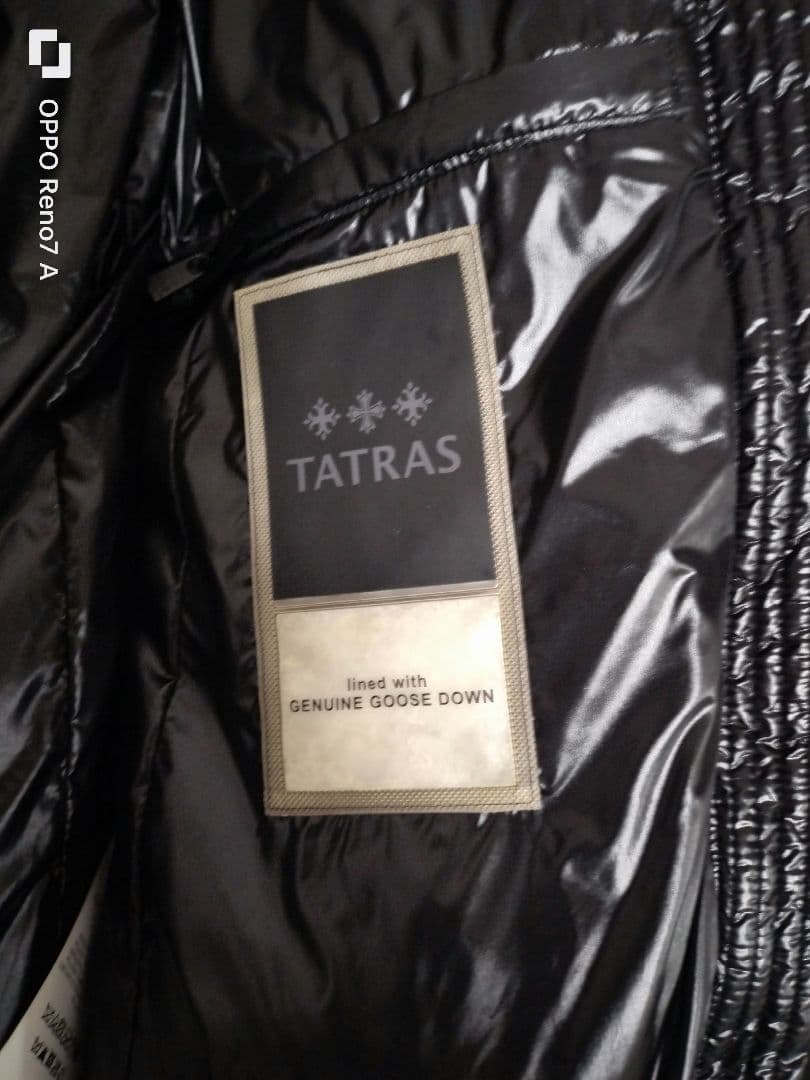 OPPO Reno7 A
TATRAS
lined with
GENUINE GOOSE DOWN